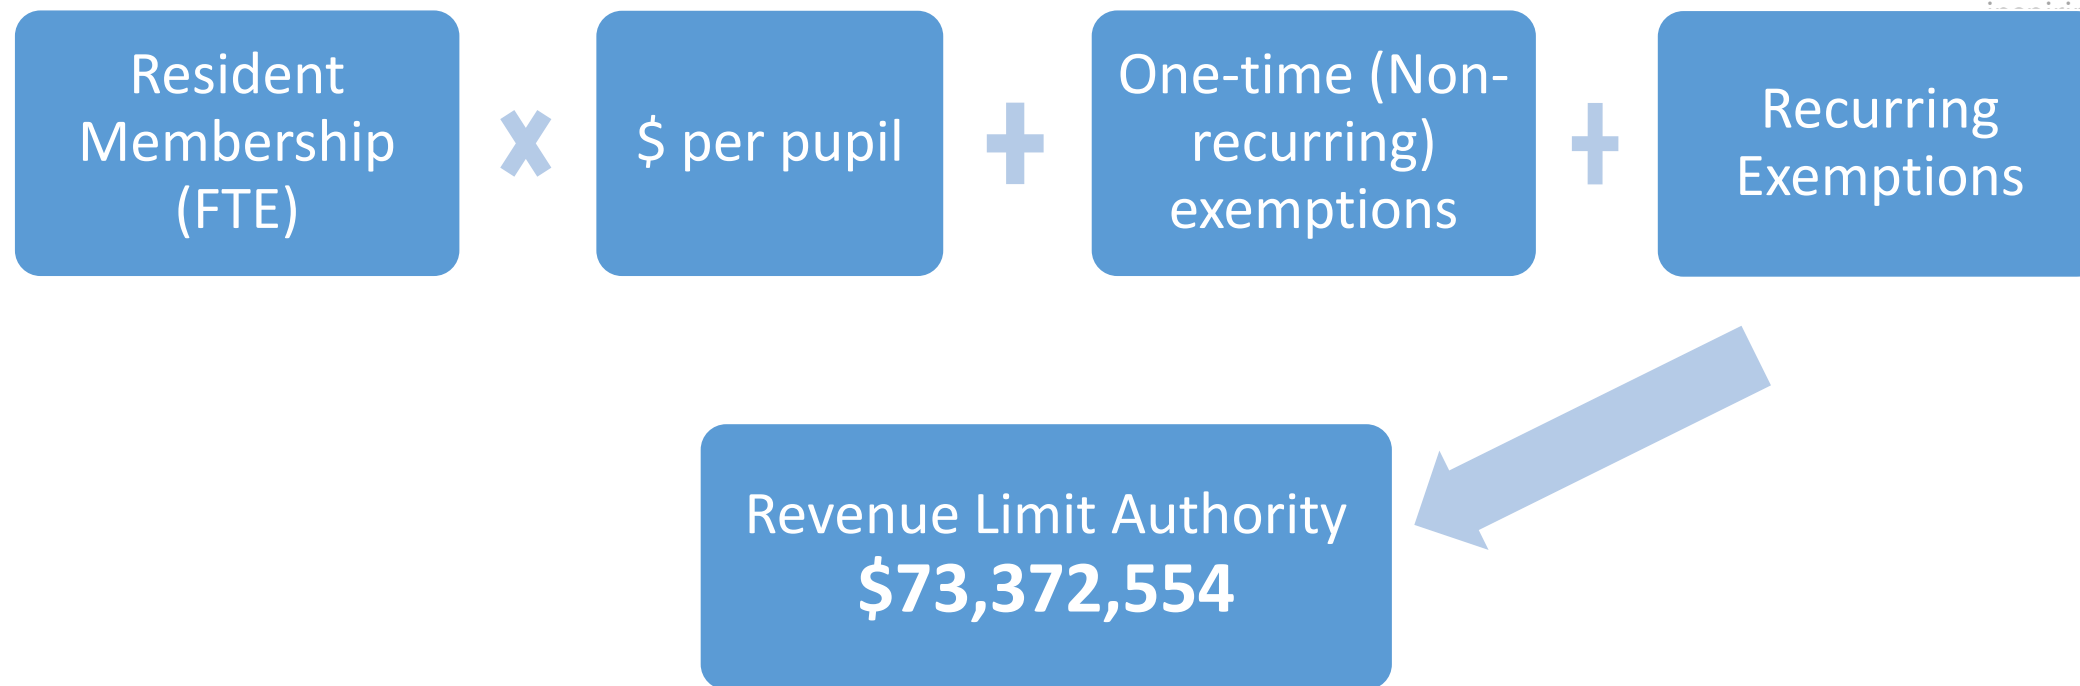 Resident
Membership
(FTE)
$ per pupil
One-time (Non-
recurring)
exemptions
Recurring
Exemptions
Revenue Limit Authority
$73,372,554